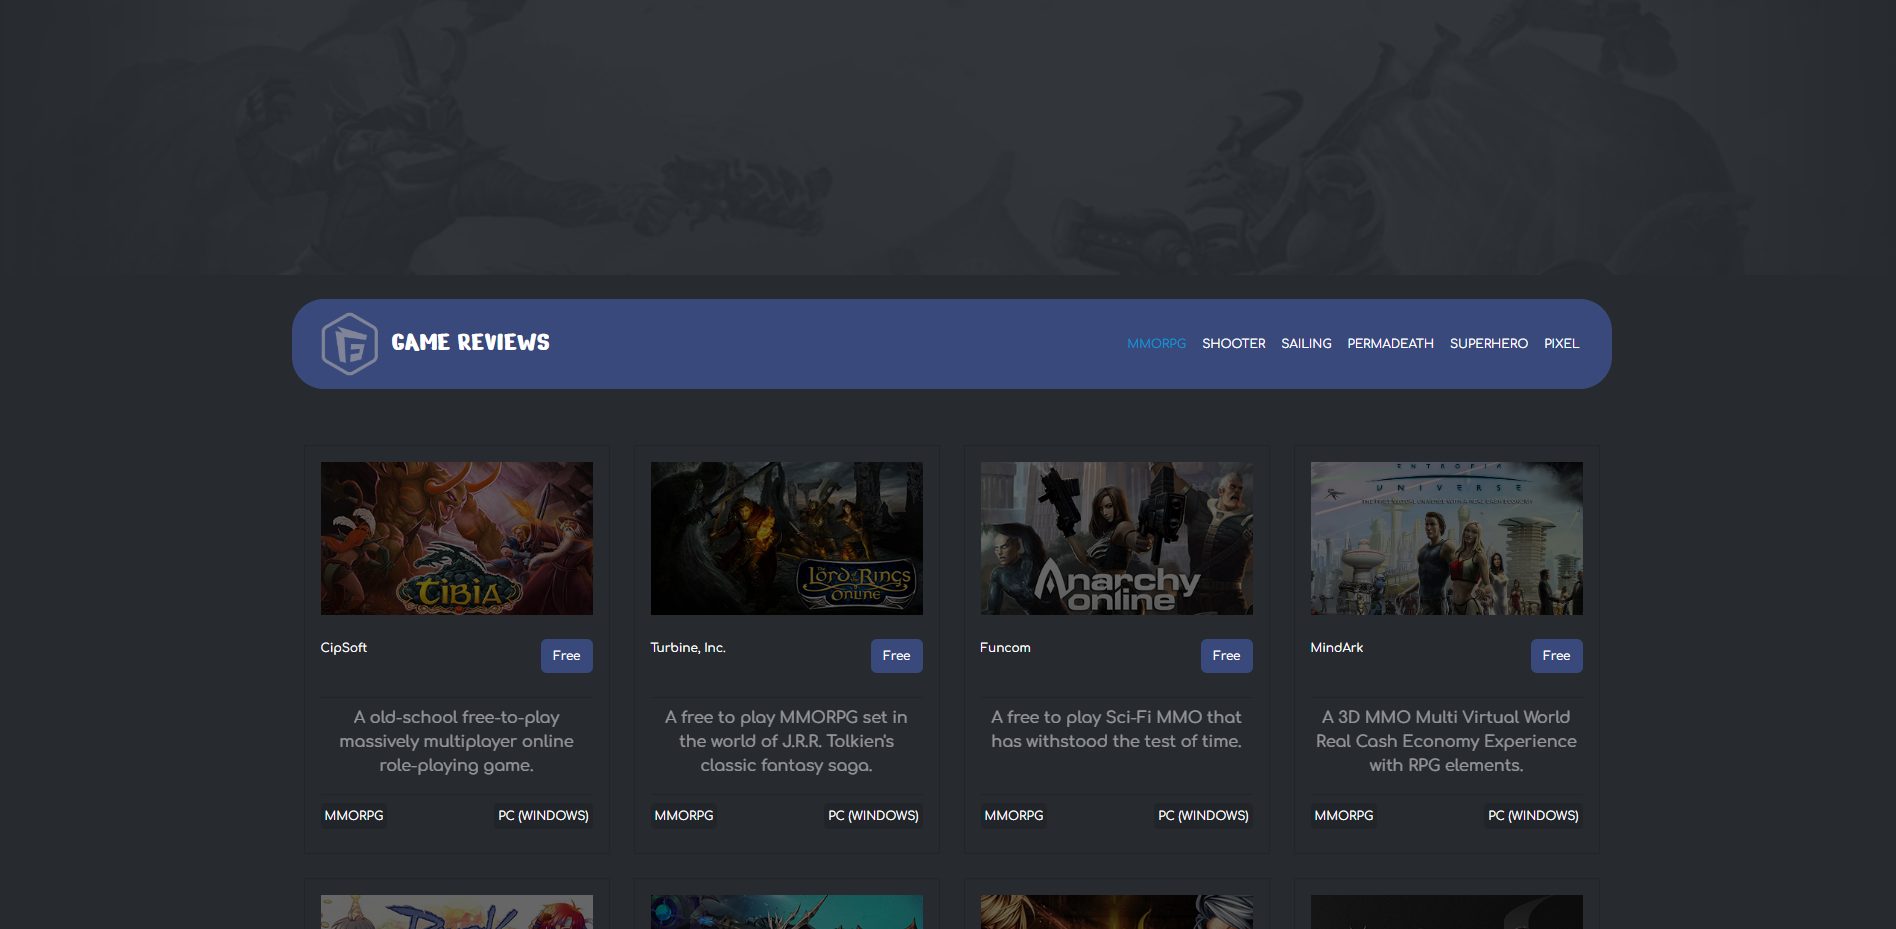 GAME REVIEWS
MMORPG SHOOTER SAILING PERMADEATH SUPERHERO PIXEL
TIBIA
The Lord of the Rings
Online
Anarchy
online
ENTROPIA
UNIVERSE
CipSoft Free
Turbine, Inc. Free
Funcom Free
MindArk Free
A old-school free-to-play
massively multiplayer online
role-playing game.
A free to play MMORPG set in
the world of J.R.R. Tolkien's
classic fantasy saga.
A free to play Sci-Fi MMO that
has withstood the test of time.
A 3D MMO Multi Virtual World
Real Cash Economy Experience
with RPG elements.
MMORPG PC (WINDOWS)
MMORPG PC (WINDOWS)
MMORPG PC (WINDOWS)
MMORPG PC (WINDOWS)